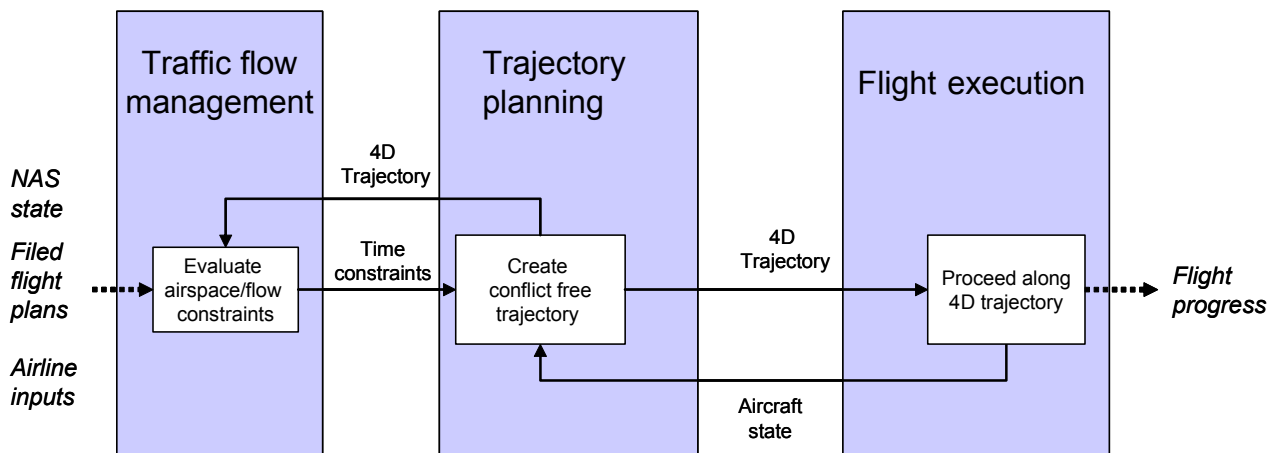 Traffic flow
management
Trajectory
planning
Flight execution
NAS
state
Filed
flight
plans
Airline
inputs
4D
Trajectory
Evaluate
airspace/flow
constraints
Time
constraints
Create
conflict free
trajectory
4D
Trajectory
Proceed along
4D trajectory
Flight
progress
Aircraft
state